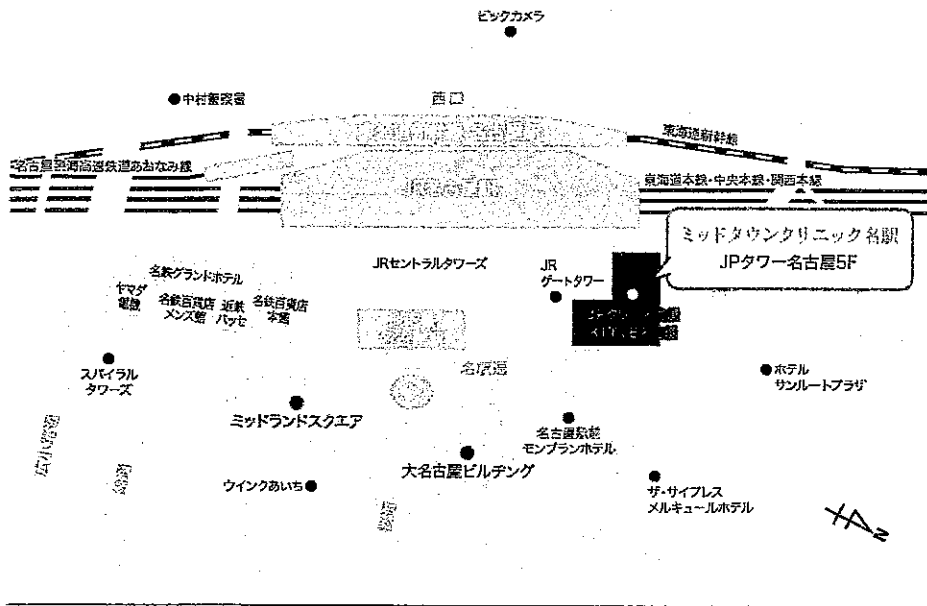 ビックカメラ
中村警察署
西口
東海道新幹線
名古屋臨海高速鉄道あおなみ線
東海道本線・中央本線・関西本線
ミッドタウンクリニック名駅
JPタワー名古屋5F
名鉄グランドホテル
JRセントラルタワーズ
JR
ゲートタワー
ヤマダ
電機
名鉄百貨店
メンズ館
近鉄
パッセ
名鉄百貨店
本館
スパイラル
タワーズ
名駅通
ホテル
サンルートプラザ
ミッドランドスクエア
名古屋
モンブランホテル
大名古屋ビルヂング
ウインクあいち
ザ・サイプレス
メルキュールホテル
N